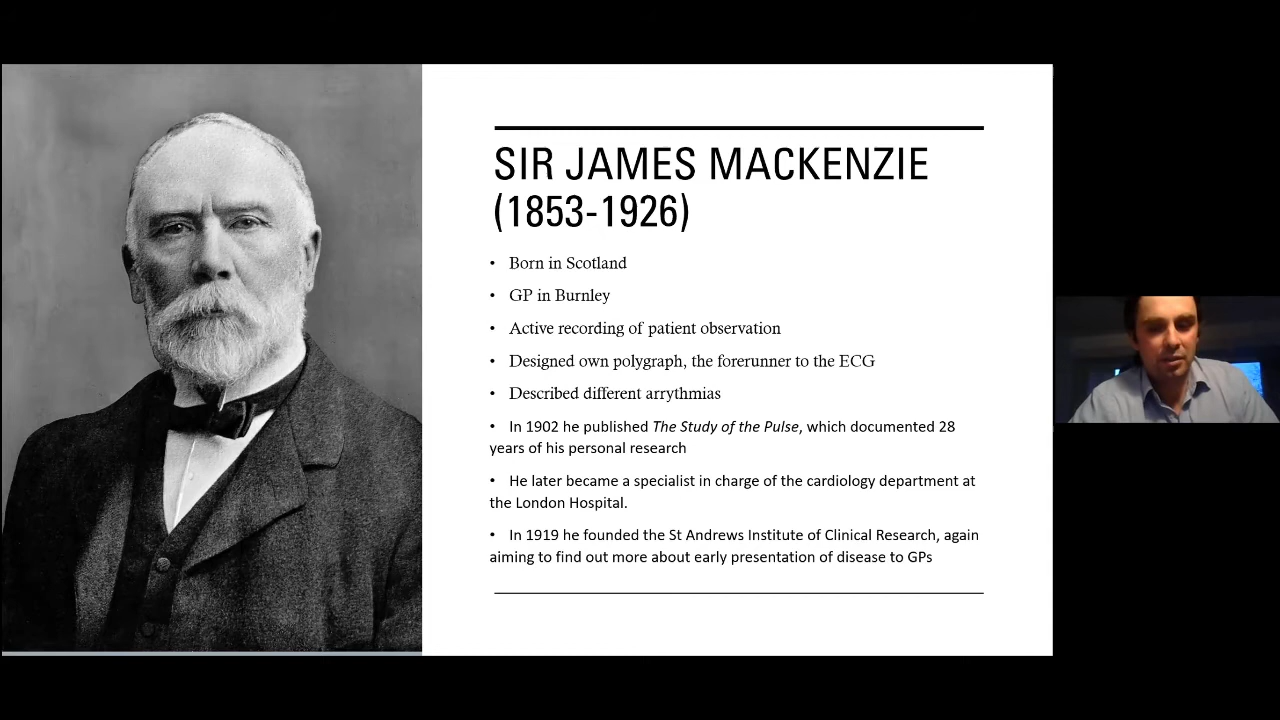 SIR JAMES MACKENZIE
(1853-1926)
• Born in Scotland
• GP in Burnley
• Active recording of patient observation
• Designed own polygraph, the forerunner to the ECG
• Described different arrythmias
• In 1902 he published The Study of the Pulse, which documented 28
years of his personal research
• He later became a specialist in charge of the cardiology department at
the London Hospital.
• In 1919 he founded the St Andrews Institute of Clinical Research, again
aiming to find out more about early presentation of disease to GPs